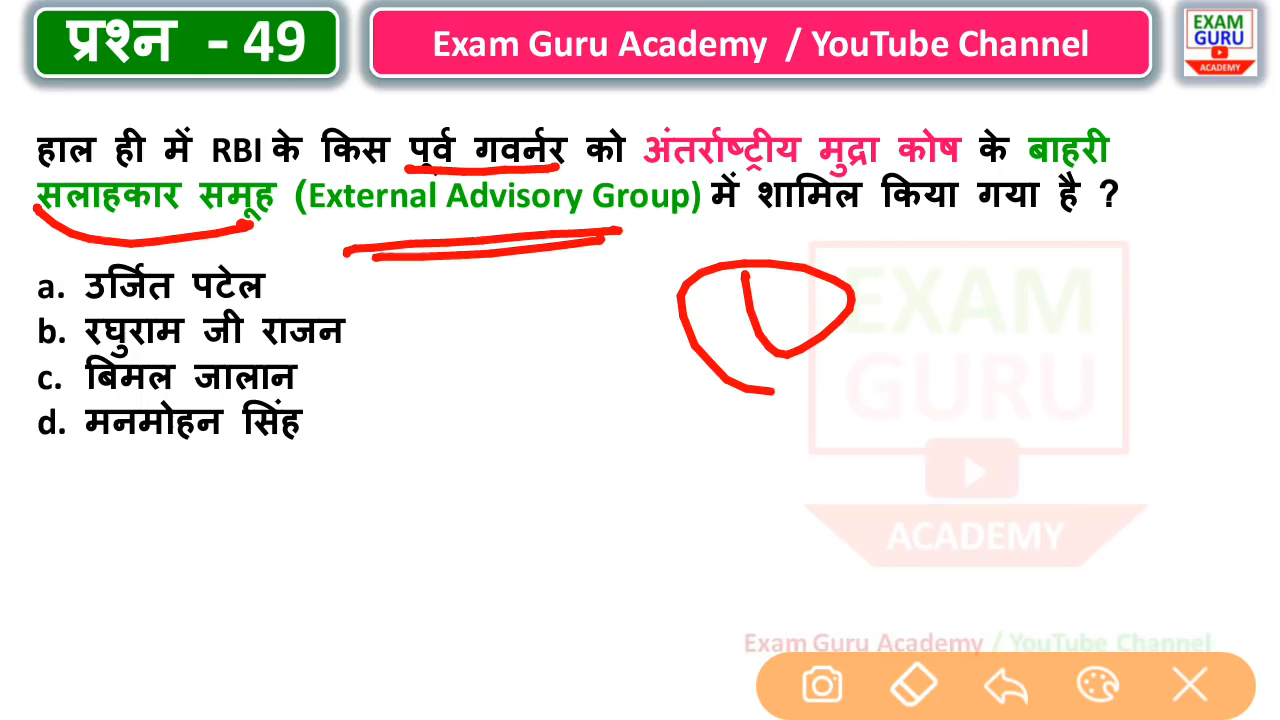 प्रश्न - 49
Exam Guru Academy / YouTube Channel
EXAM
GURU
ACADEMY
हाल ही में RBI के किस पूर्व गवर्नर को अंतर्राष्ट्रीय मुद्रा कोष के बाहरी
सलाहकार समूह (External Advisory Group) में शामिल किया गया है ?
a. उर्जित पटेल
b. रघुराम जी राजन
c. बिमल जालान
d. मनमोहन सिंह
EXAM
GURU
ACADEMY
Exam Guru Academy / YouTube Channel